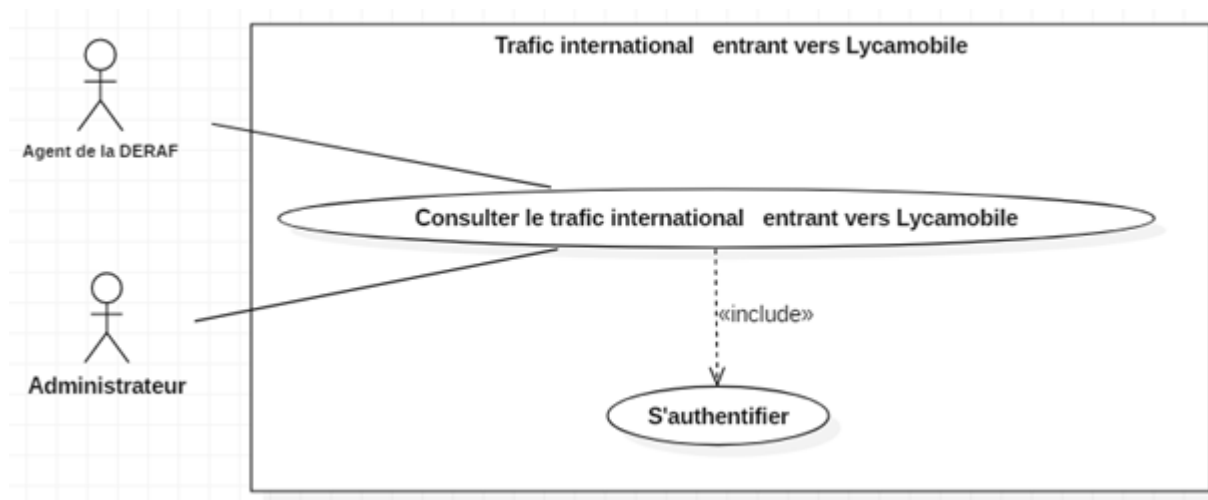 Trafic international entrant vers Lycamobile
Agent de la DERAF
Consulter le trafic international entrant vers Lycamobile
«include»
Administrateur
S'authentifier